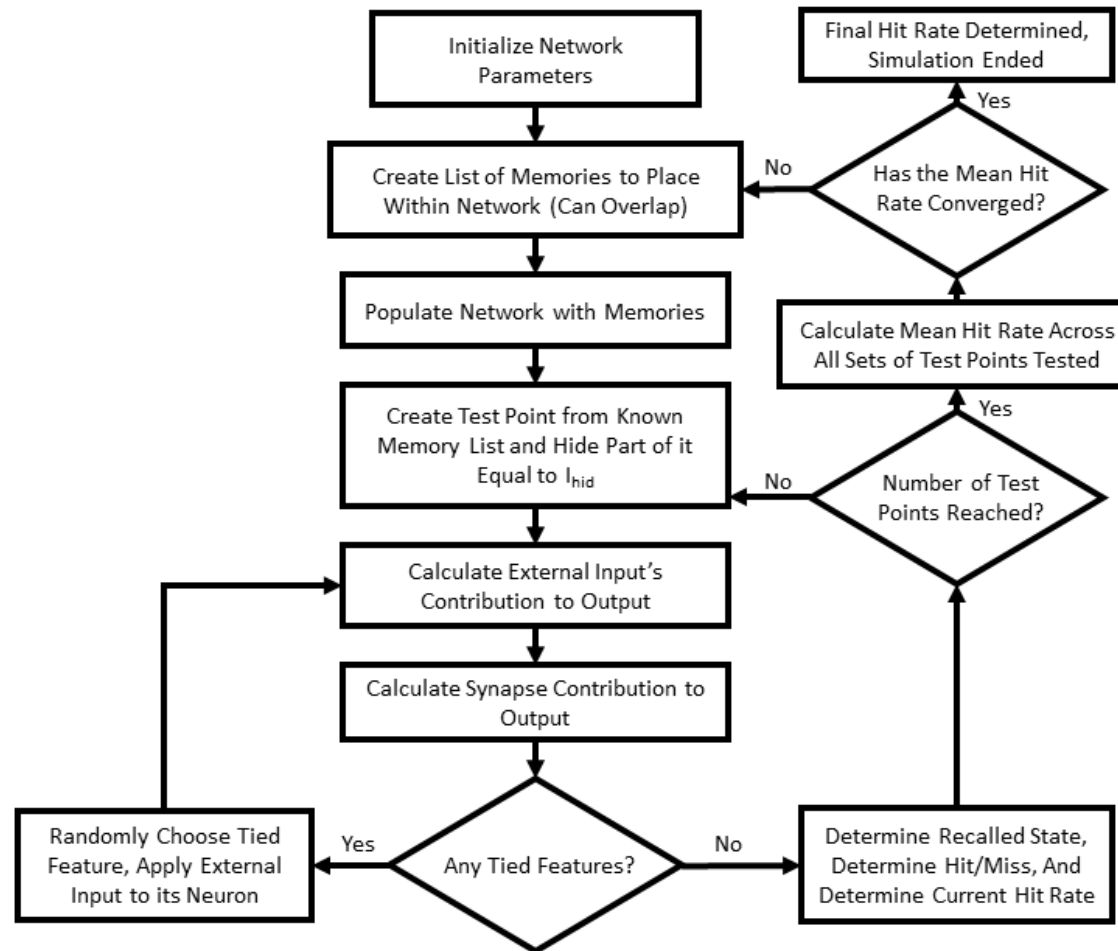 Initialize Network
Parameters
Create List of Memories to Place
Within Network (Can Overlap)
Populate Network with Memories
Create Test Point from Known
Memory List and Hide Part of it
Equal to Ihid
Calculate External Input’s
Contribution to Output
Calculate Synapse Contribution to
Output
Any Tied Features?
Yes
Randomly Choose Tied
Feature, Apply External
Input to its Neuron
No
Determine Recalled State,
Determine Hit/Miss, And
Determine Current Hit Rate
Number of Test
Points Reached?
No
Yes
Calculate Mean Hit Rate Across
All Sets of Test Points Tested
Has the Mean Hit
Rate Converged?
No
Yes
Final Hit Rate Determined,
Simulation Ended